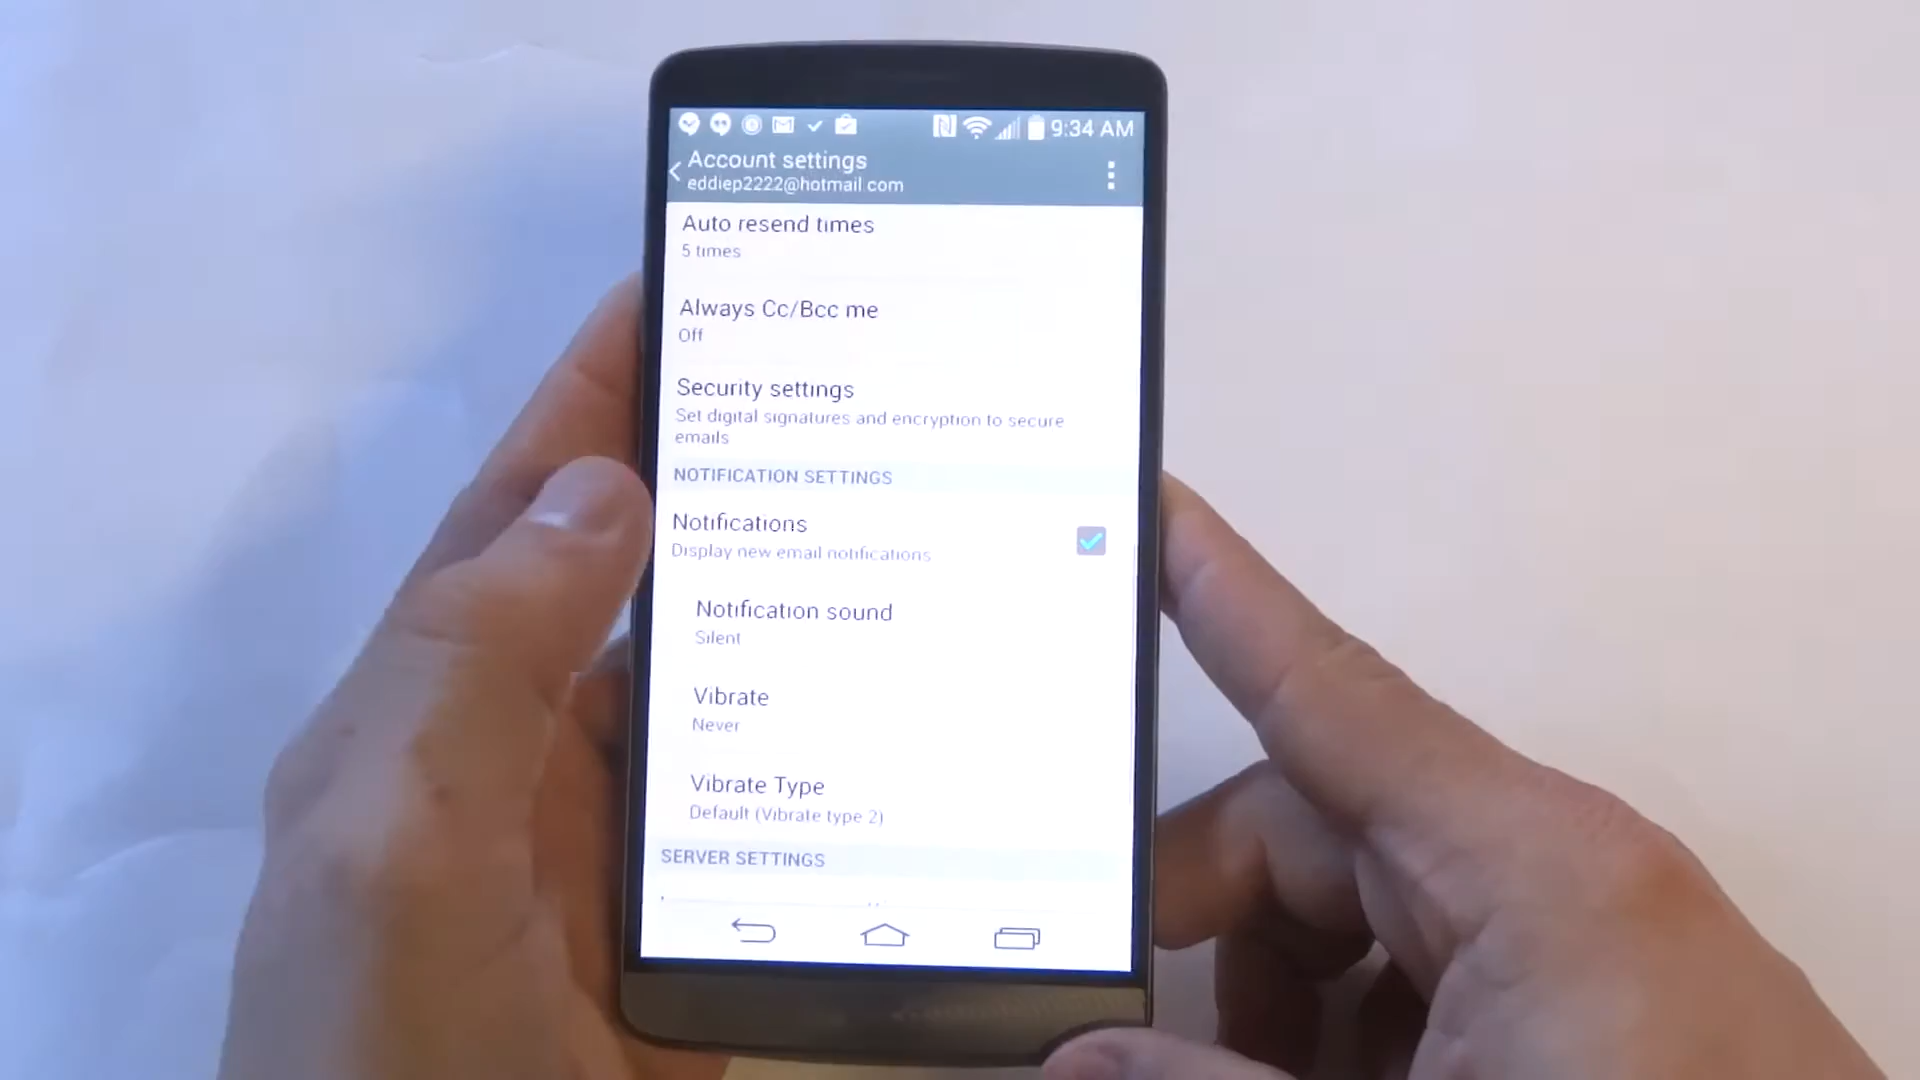 9:34 AM
Account settings
eddiep2222@hotmail.com
Auto resend times
5 times
Always Cc/Bcc me
Off
Security settings
Set digital signatures and encryption to secure
emails
NOTIFICATION SETTINGS
Notifications
Display new email notifications
Notification sound
Silent
Vibrate
Never
Vibrate Type
Default (Vibrate type 2)
SERVER SETTINGS